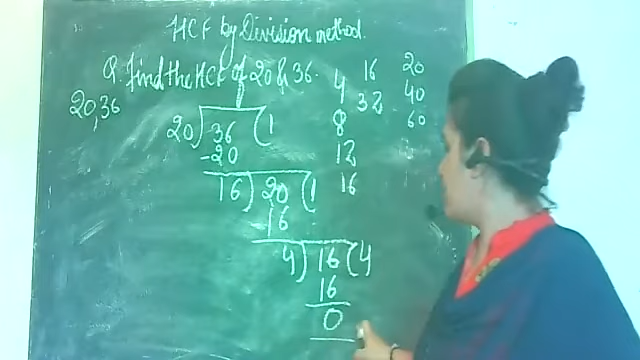 HCF by Division method.
Q. Find the HCF of 20 & 36.
20, 36
20) 36 (1
-20
16) 20 (1
-16
4) 16 (4
16
0
4
8
12
16
16
32
20
40
60